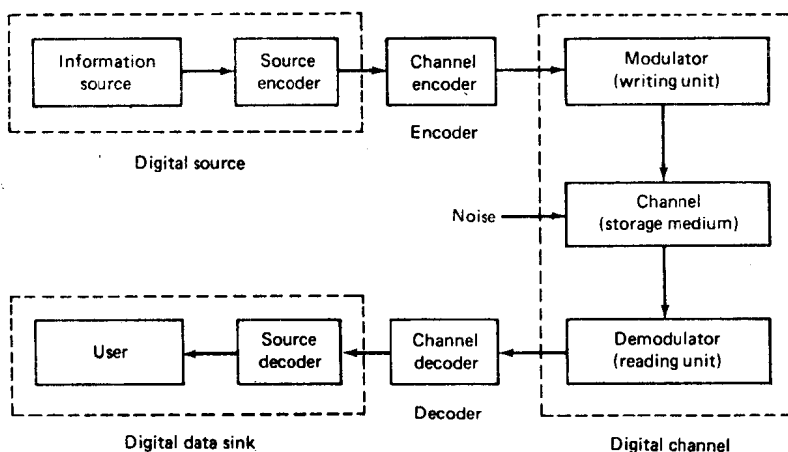 Information
source
Source
encoder
Channel
encoder
Modulator
(writing unit)
Encoder
Digital source
Noise
Channel
(storage medium)
User
Source
decoder
Channel
decoder
Demodulator
(reading unit)
Decoder
Digital data sink
Digital channel